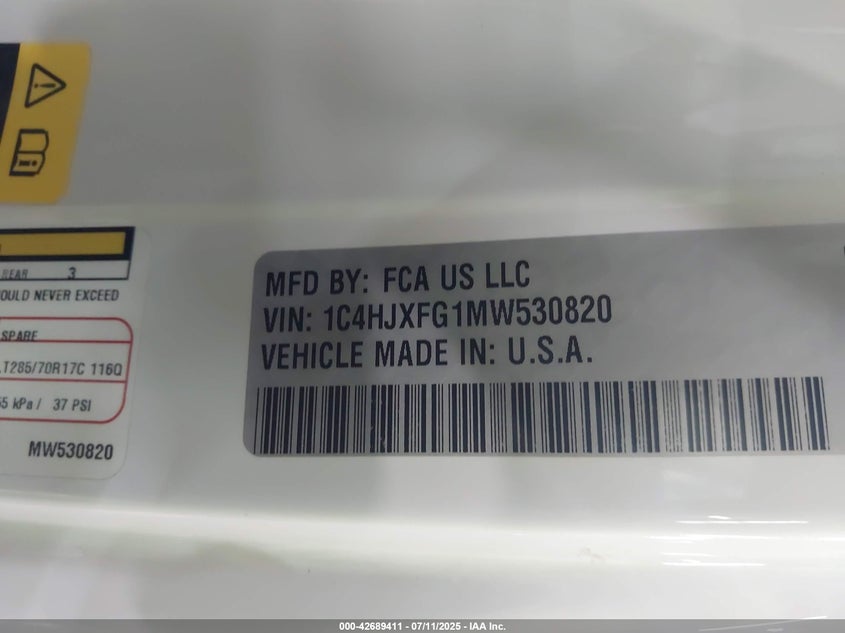 REAR 3
OULD NEVER EXCEED
SPARE
LT285/70R17C 116Q
55 kPa / 37 PSI
MW530820
MFD BY: FCA US LLC
VIN: 1C4HJXFG1MW530820
VEHICLE MADE IN: U.S.A.
000-42689411 - 07/11/2025 - IAA Inc.